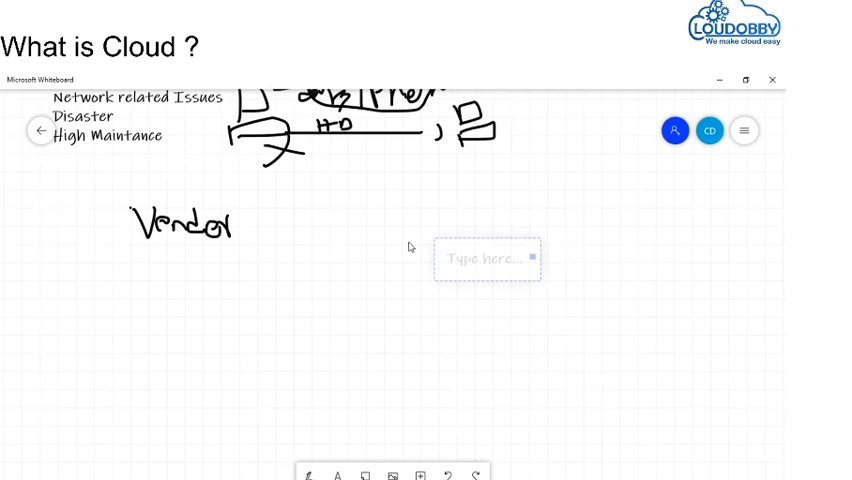 LOUDOBBY
We make cloud easy
What is Cloud ?
Microsoft Whiteboard
Network related Issues
Disaster
High Maintance
CD
Vendor
Type here...
A